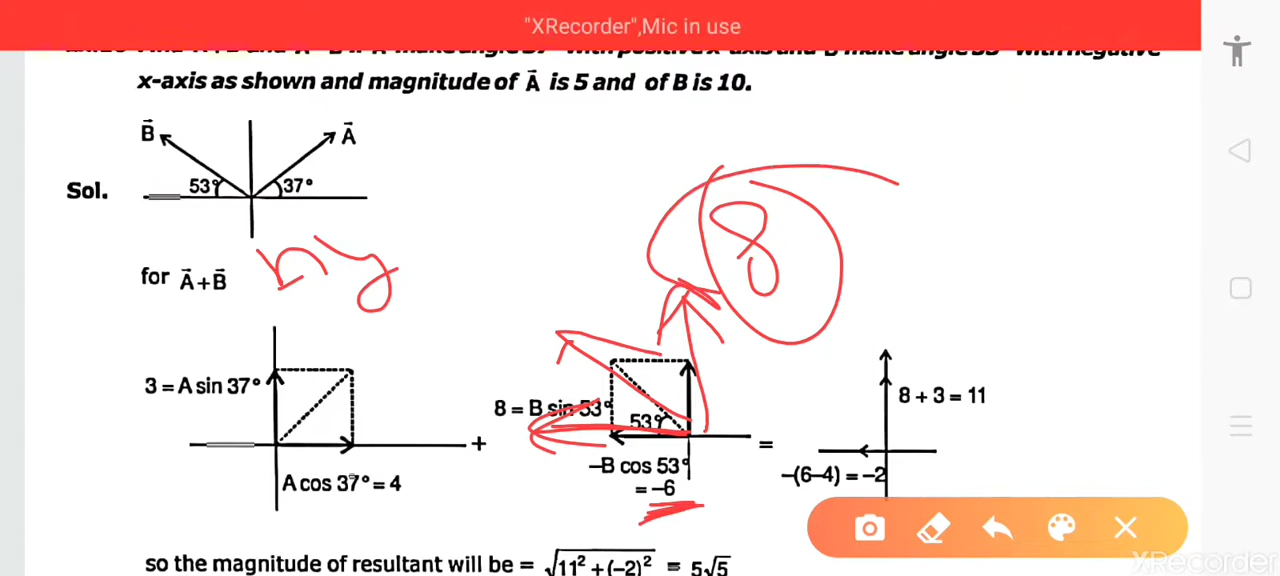 "XRecorder",Mic in use
x-axis as shown and magnitude of A⃗ is 5 and of B is 10.
B⃗ A⃗
Sol. 53° 37°
for A⃗+B⃗
8
3 = A sin 37°
8 = B sin 53°
53°
8 + 3 = 11
+ =
A cos 37° = 4
–B cos 53°
= –6
–(6–4) = –2
so the magnitude of resultant will be = √11² + (–2)² = 5√5
XRecorder